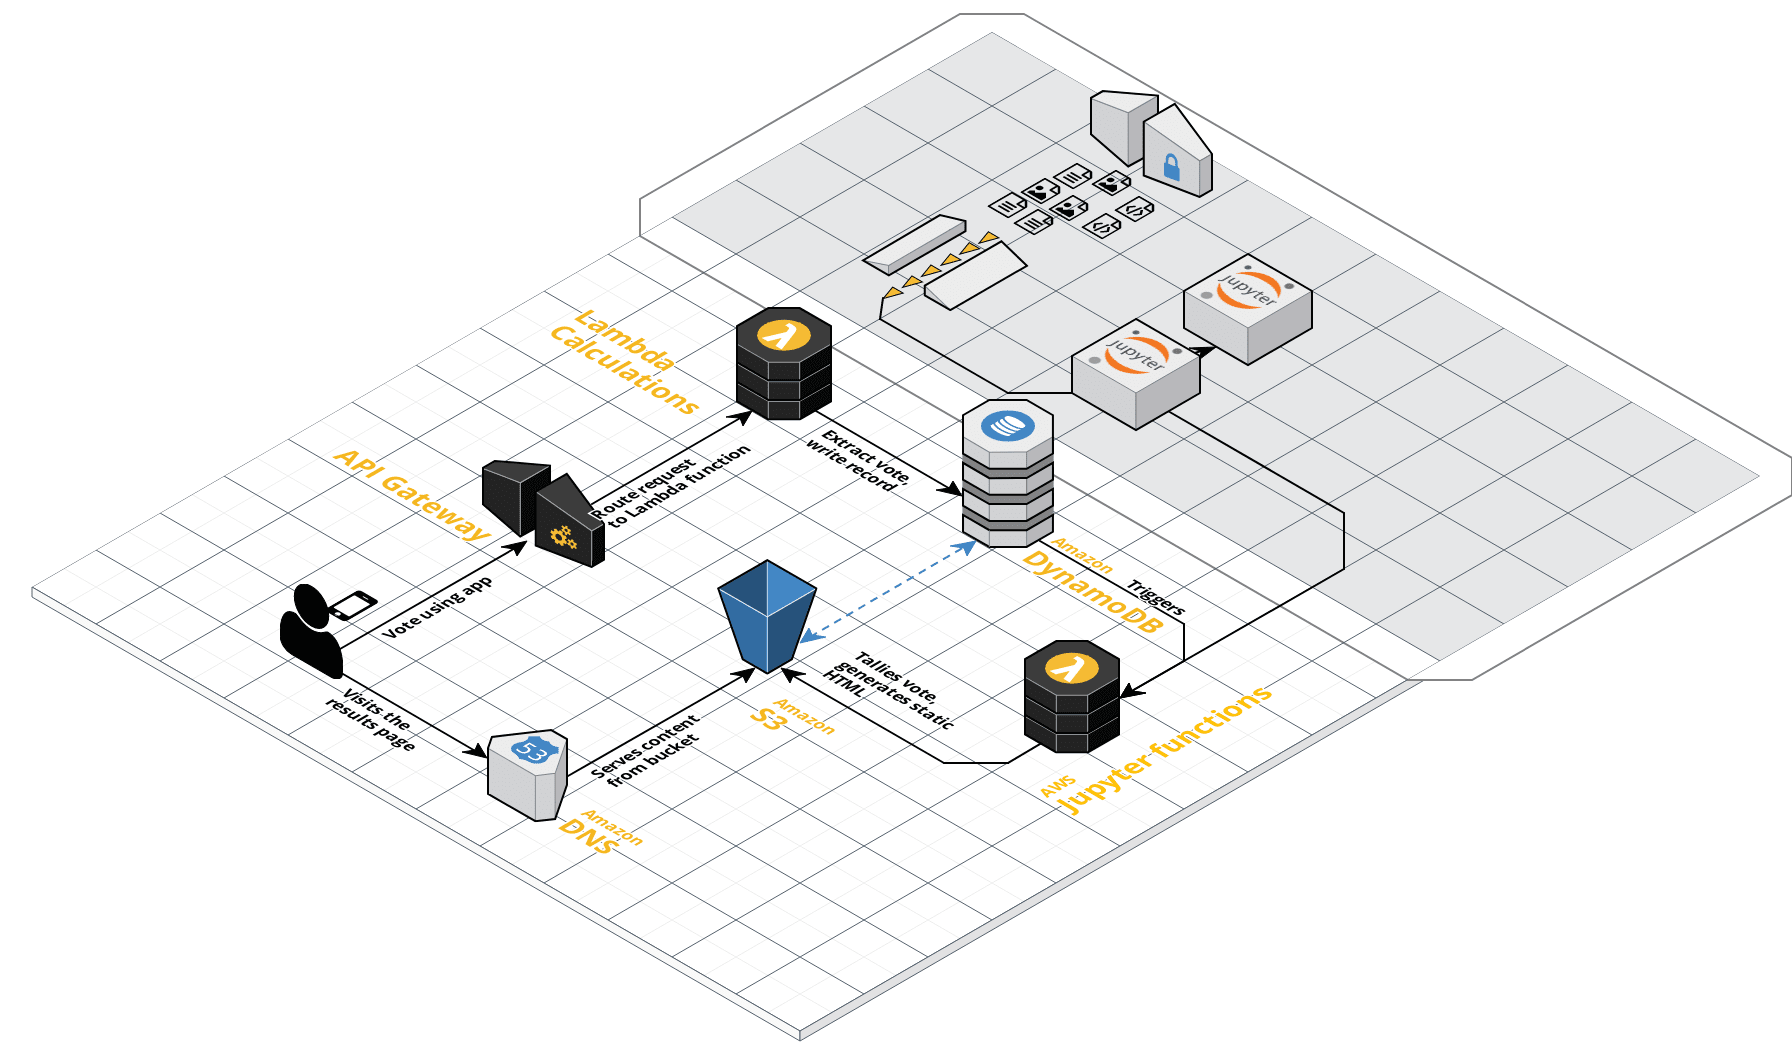 Jupyter
Jupyter
Lambda
Calculations
API Gateway
Route request
to Lambda function
Extract vote,
write record
Amazon
DynamoDB
Triggers
Vote using app
Visits the
results page
53
Amazon
DNS
Serves content
from bucket
Amazon
S3
Tallies vote,
generates static
HTML
AWS
Jupyter functions